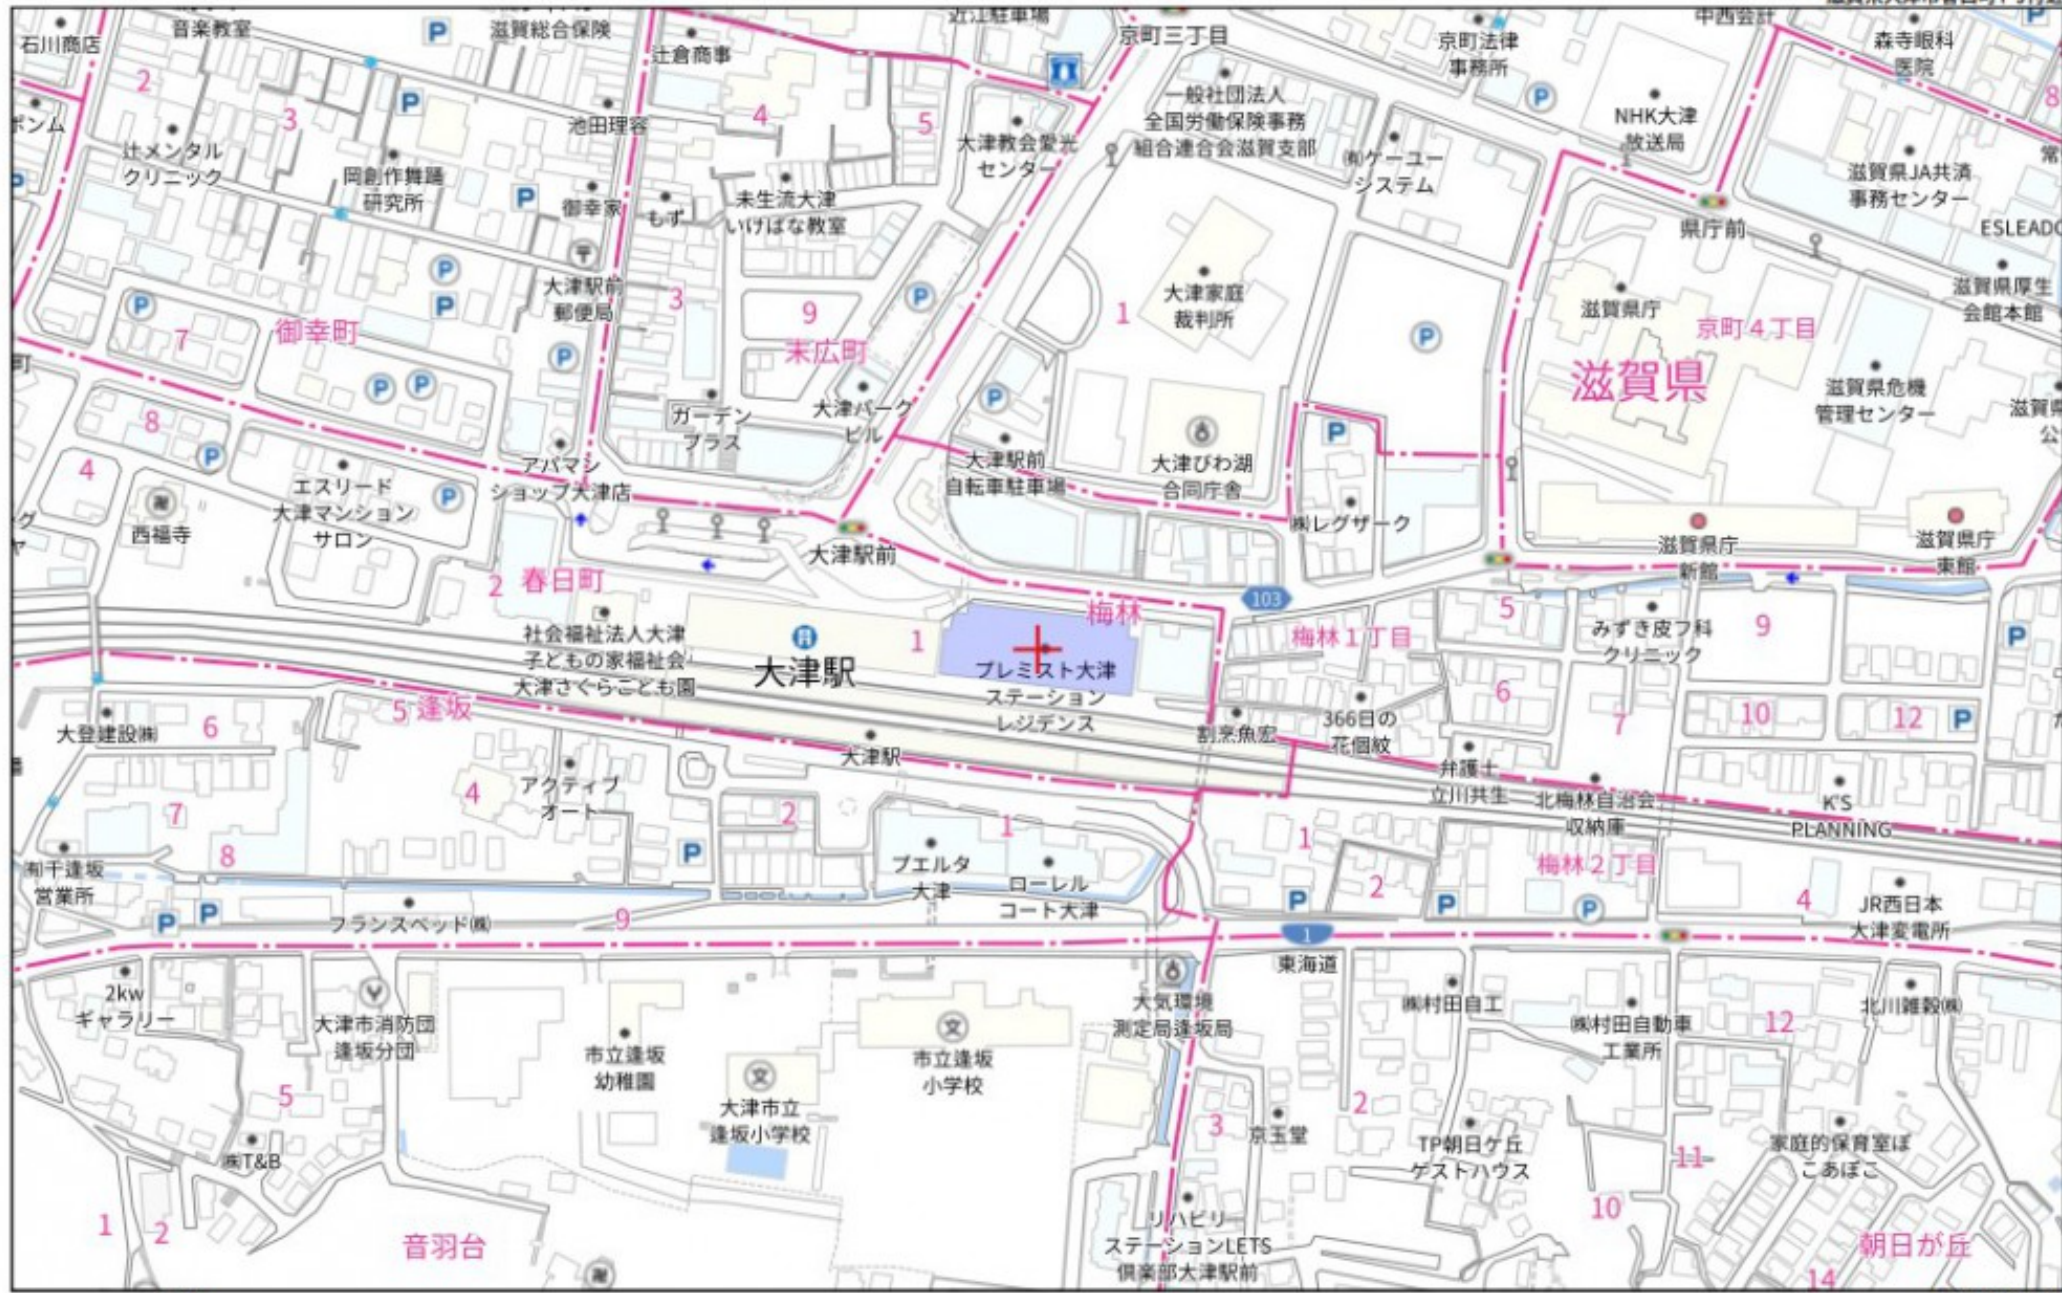 石川商店
音楽教室
滋賀総合保険
辻倉商事
近江駐車場
京町三丁目
京町法律
事務所
中西会計
森寺眼科
医院
P
P
2
3
4
5
8
ボンム
辻メンタル
クリニック
P
岡創作舞踊
研究所
池田理容
御幸家
もず
未生流大津
いけばな教室
大津教会愛光
センター
一般社団法人
全国労働保険事務
組合連合会滋賀支部
㈲ケーユー
システム
P
NHK大津
放送局
滋賀県JA共済
事務センター
常
P
P
県庁前
ESLEADC
大津駅前
郵便局
3
9
末広町
P
1
大津家庭
裁判所
P
滋賀県庁
京町4丁目
滋賀県
滋賀県厚生
会館本館
滋賀県危機
管理センター
滋賀県
公
P
P
P
7
御幸町
P
P
P
町
8
P
4
西福寺
エスリード
大津マンション
サロン
P
アパマン
ショップ大津店
ガーデン
プラス
大津パーク
ビル
P
大津駅前
自転車駐車場
大津びわ湖
合同庁舎
P
㈱レグザーク
滋賀県庁
新館
滋賀県庁
東館
グ
ヤ
大津駅前
2
春日町
社会福祉法人大津
子どもの家福祉会
大津さくらこども園
大津駅
1
梅林
プレミスト大津
ステーション
レジデンス
103
梅林1丁目
5
みずき皮フ科
クリニック
9
P
6
7
10
12
P
大登建設㈱
6
5
逢坂
大津駅
割烹魚宏
366日の
花個紋
弁護士
立川共生
北梅林自治会
収納庫
K'S
PLANNING
7
8
4
アクティブ
オート
2
P
1
プエルタ
大津
ローレル
コート大津
1
2
梅林2丁目
4
JR西日本
大津変電所
㈲千逢坂
営業所
P
P
フランスベッド㈱
9
P
P
P
1
東海道
2kw
ギャラリー
大津市消防団
逢坂分団
市立逢坂
幼稚園
大津市立
逢坂小学校
文
市立逢坂
小学校
文
大気環境
測定局逢坂局
㈱村田自工
㈱村田自動車
工業所
12
北川雑穀㈱
5
㈱T&B
3
京玉堂
2
TP朝日ケ丘
ゲストハウス
11
家庭的保育室ぽ
こあぽこ
10
1
2
音羽台
リハビリ
ステーションLETS
倶楽部大津駅前
朝日が丘
14